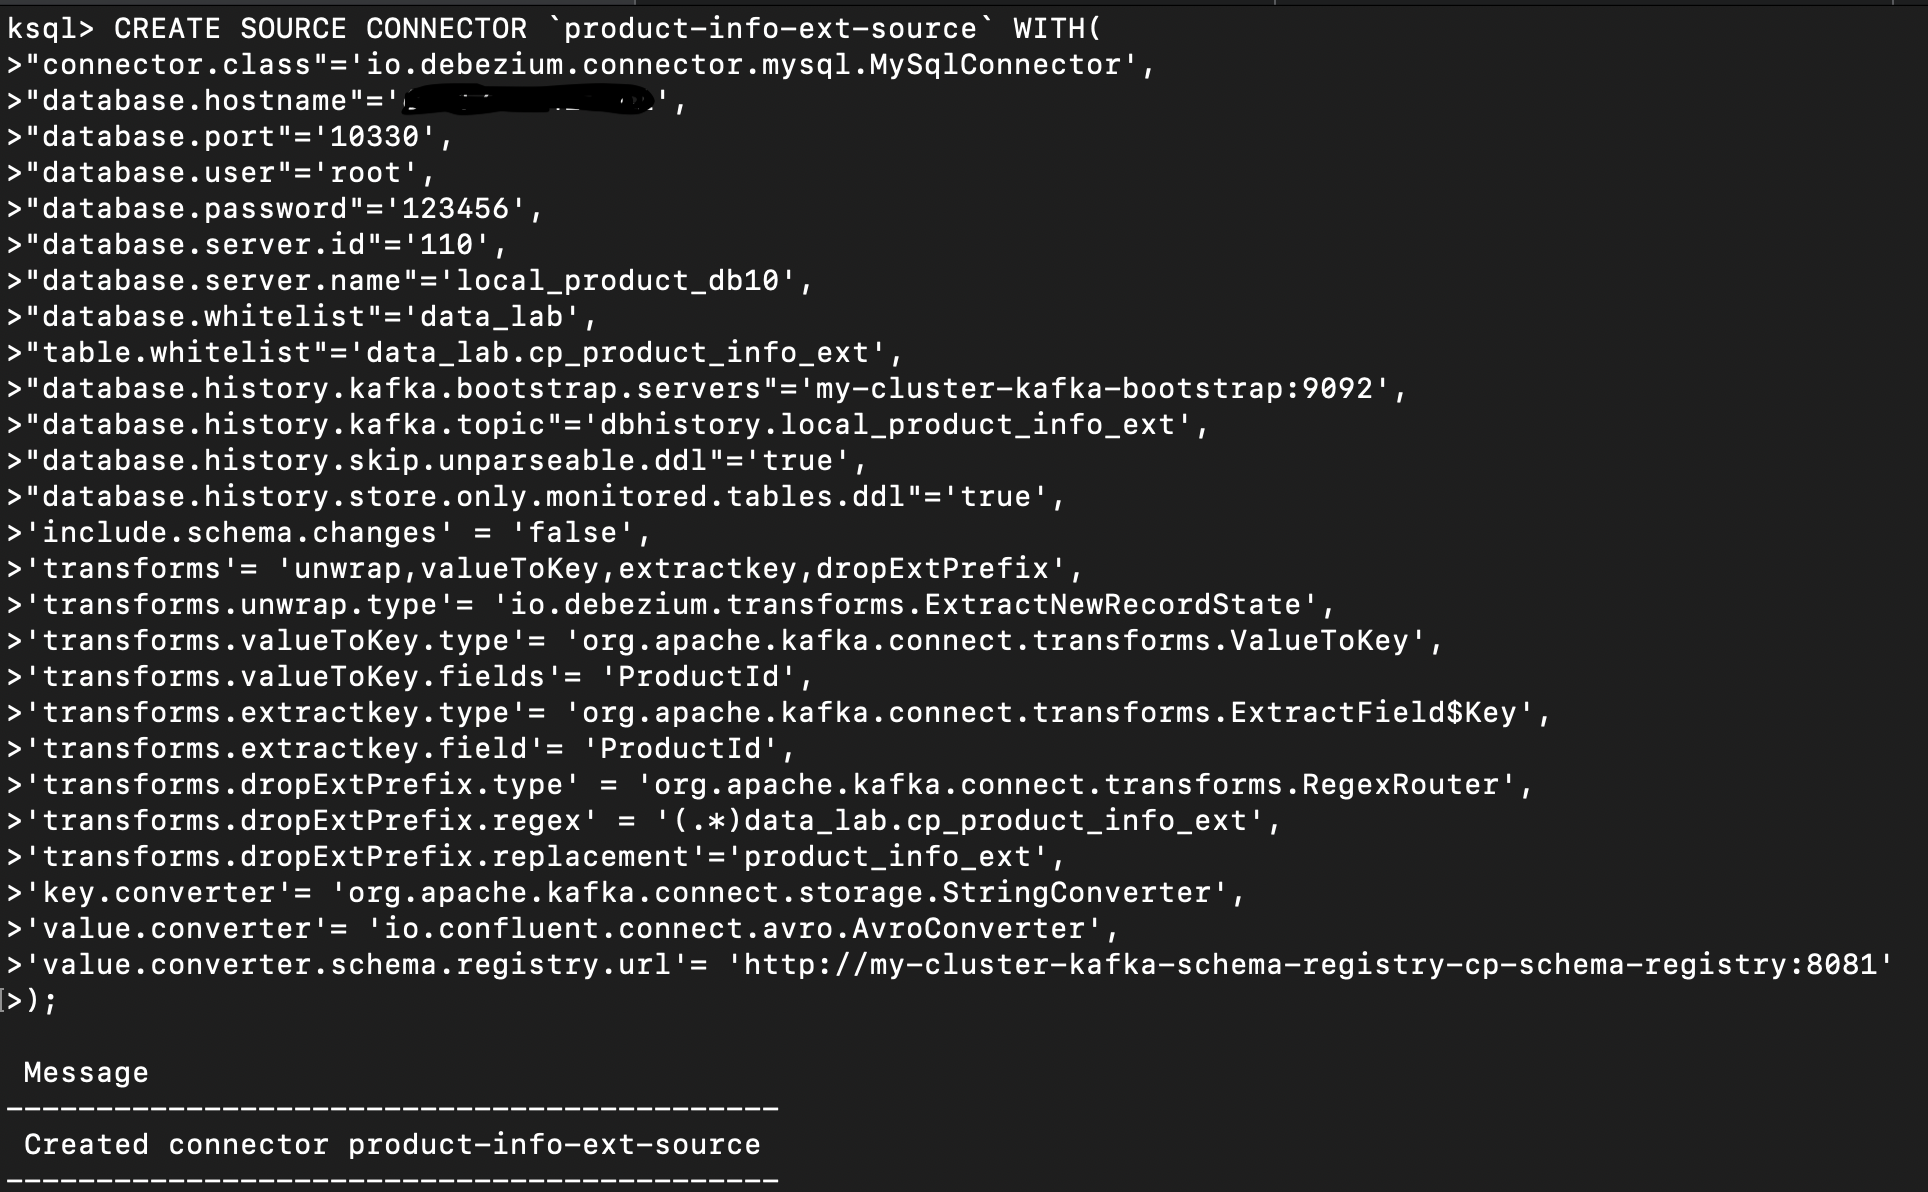 ksql> CREATE SOURCE CONNECTOR `product-info-ext-source` WITH(
>"connector.class"='io.debezium.connector.mysql.MySqlConnector',
>"database.hostname"='',
>"database.port"='10330',
>"database.user"='root',
>"database.password"='123456',
>"database.server.id"='110',
>"database.server.name"='local_product_db10',
>"database.whitelist"='data_lab',
>"table.whitelist"='data_lab.cp_product_info_ext',
>"database.history.kafka.bootstrap.servers"='my-cluster-kafka-bootstrap:9092',
>"database.history.kafka.topic"='dbhistory.local_product_info_ext',
>"database.history.skip.unparseable.ddl"='true',
>"database.history.store.only.monitored.tables.ddl"='true',
>'include.schema.changes' = 'false',
>'transforms'= 'unwrap,valueToKey,extractkey,dropExtPrefix',
>'transforms.unwrap.type'= 'io.debezium.transforms.ExtractNewRecordState',
>'transforms.valueToKey.type'= 'org.apache.kafka.connect.transforms.ValueToKey',
>'transforms.valueToKey.fields'= 'ProductId',
>'transforms.extractkey.type'= 'org.apache.kafka.connect.transforms.ExtractField$Key',
>'transforms.extractkey.field'= 'ProductId',
>'transforms.dropExtPrefix.type' = 'org.apache.kafka.connect.transforms.RegexRouter',
>'transforms.dropExtPrefix.regex' = '(.*)data_lab.cp_product_info_ext',
>'transforms.dropExtPrefix.replacement'='product_info_ext',
>'key.converter'= 'org.apache.kafka.connect.storage.StringConverter',
>'value.converter'= 'io.confluent.connect.avro.AvroConverter',
>'value.converter.schema.registry.url'= 'http://my-cluster-kafka-schema-registry-cp-schema-registry:8081'
[>);
Message
-------------------------------------------
Created connector product-info-ext-source
-------------------------------------------